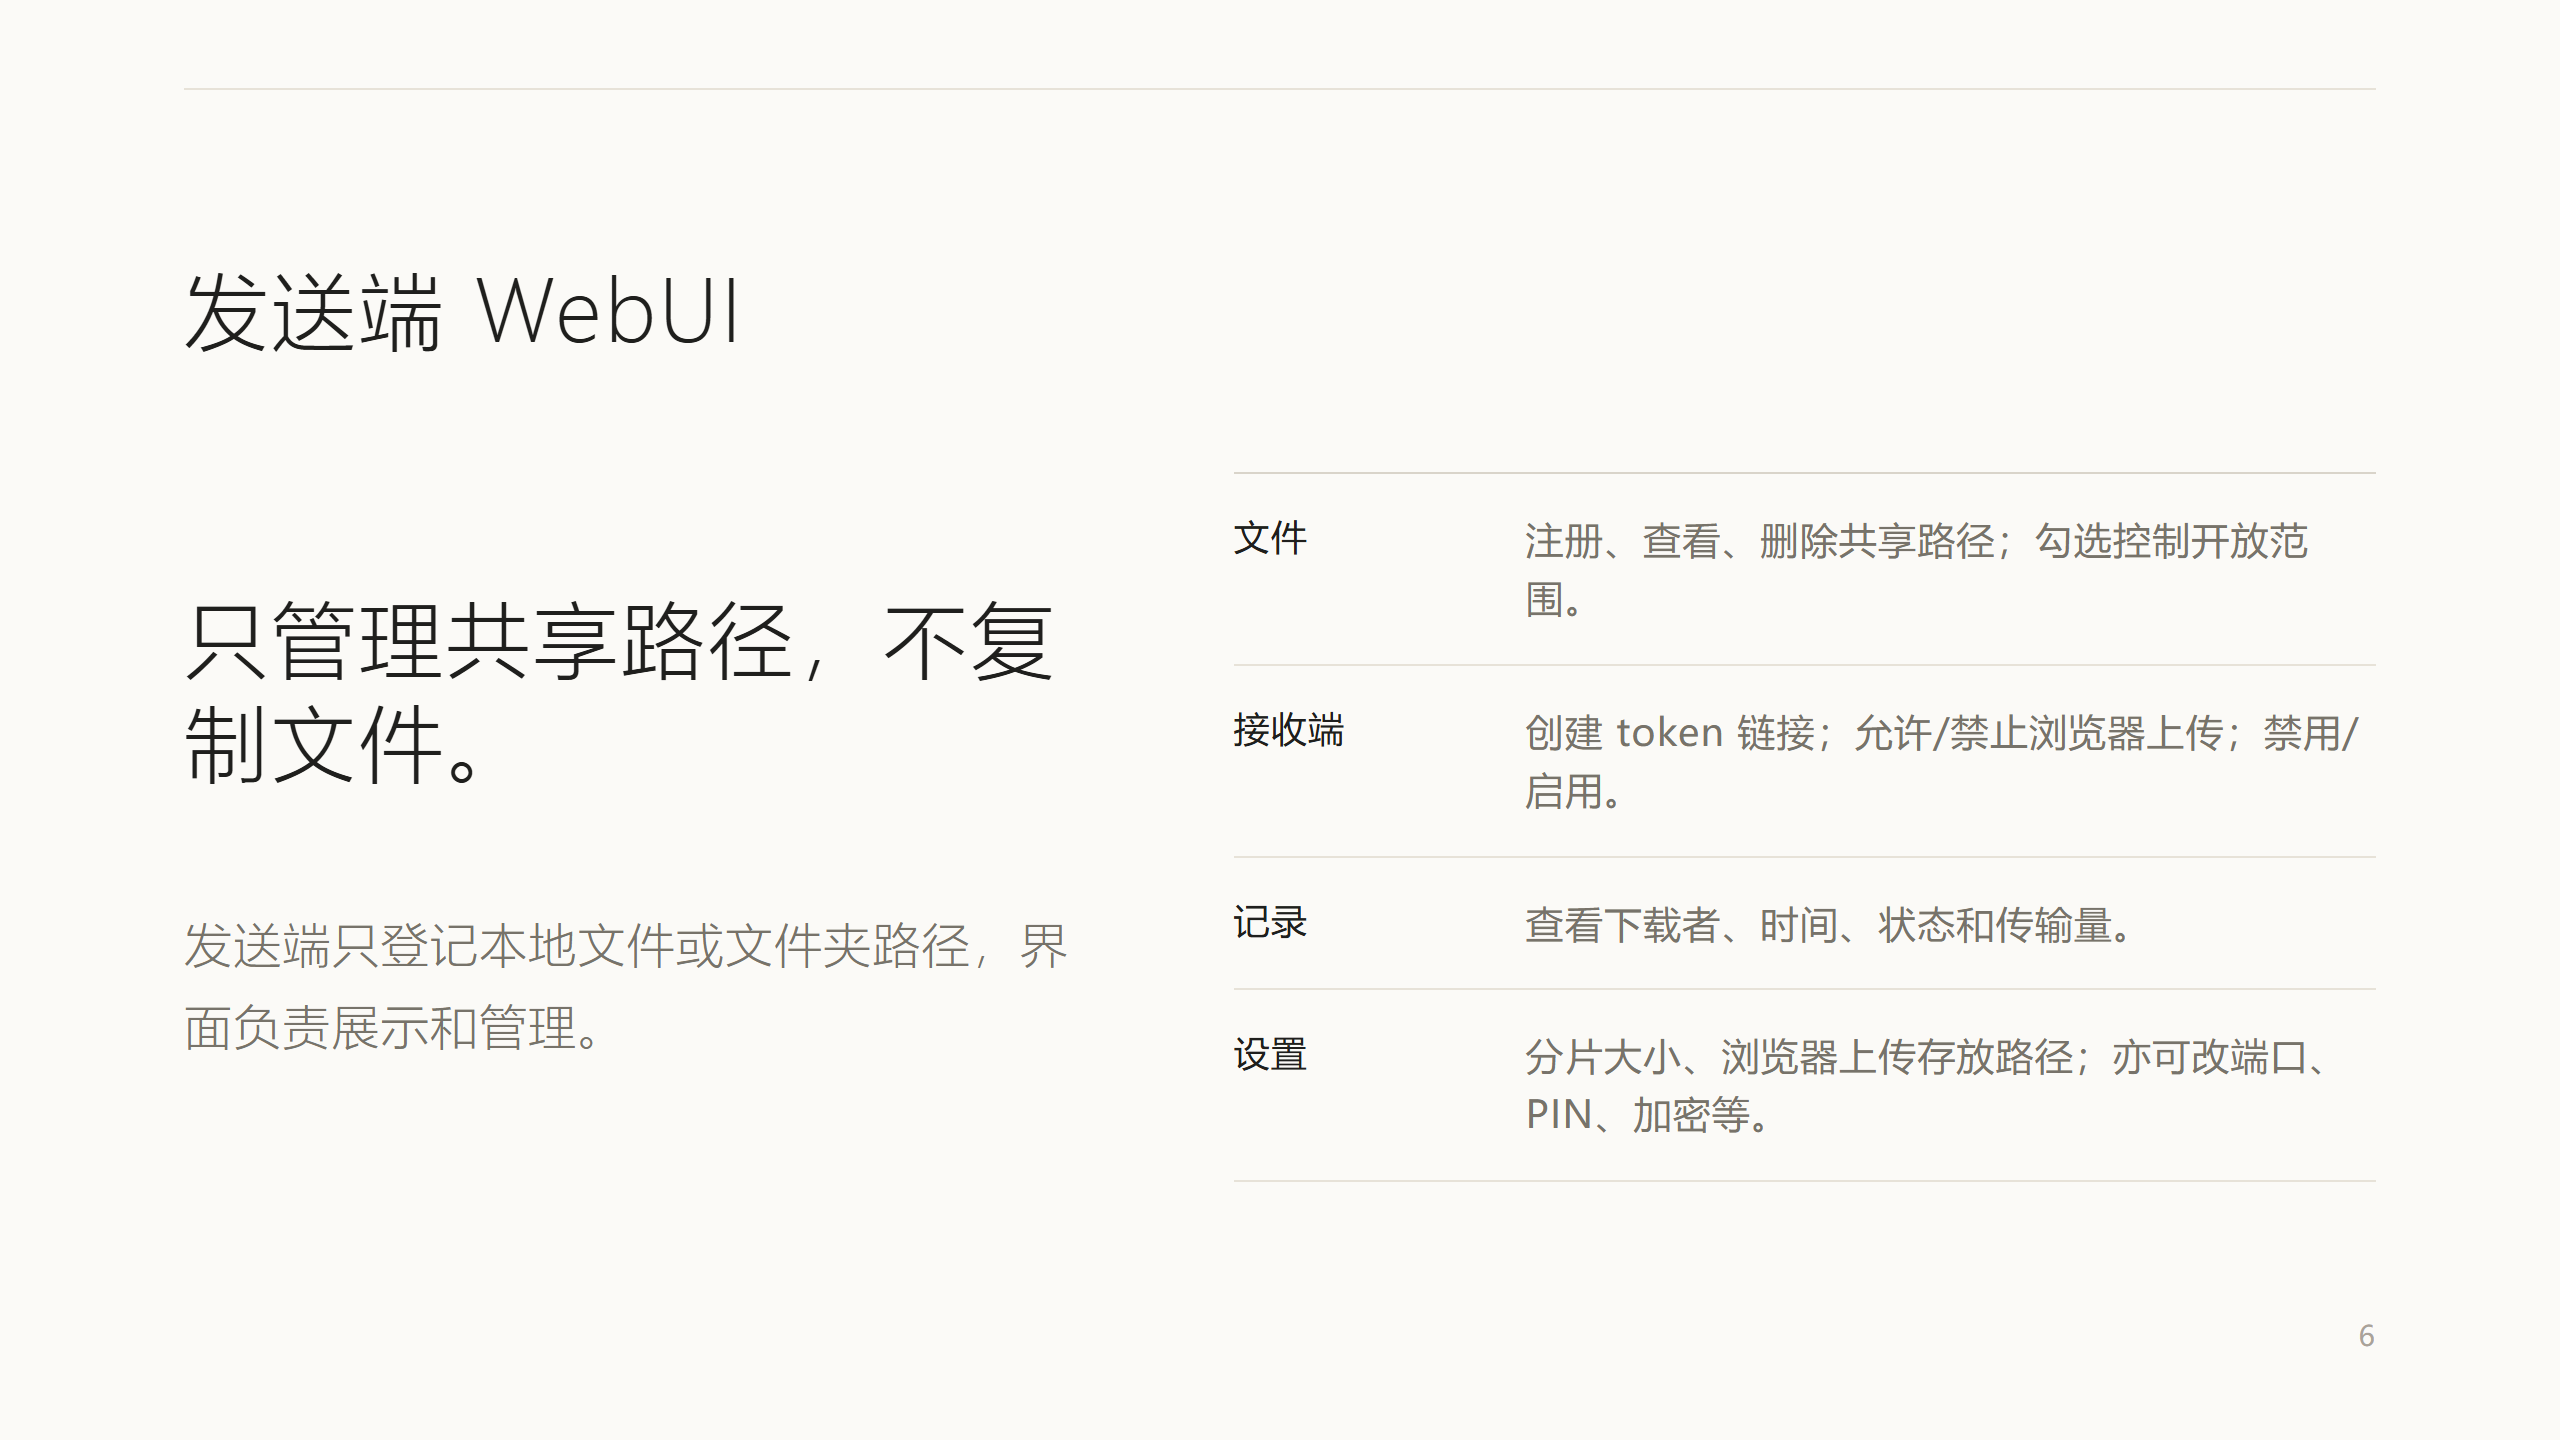 发送端 WebUI
只管理共享路径，不复
制文件。
发送端只登记本地文件或文件夹路径，界
面负责展示和管理。
文件
注册、查看、删除共享路径；勾选控制开放范
围。
接收端
创建 token 链接；允许/禁止浏览器上传；禁用/
启用。
记录
查看下载者、时间、状态和传输量。
设置
分片大小、浏览器上传存放路径；亦可改端口、
PIN、加密等。
6